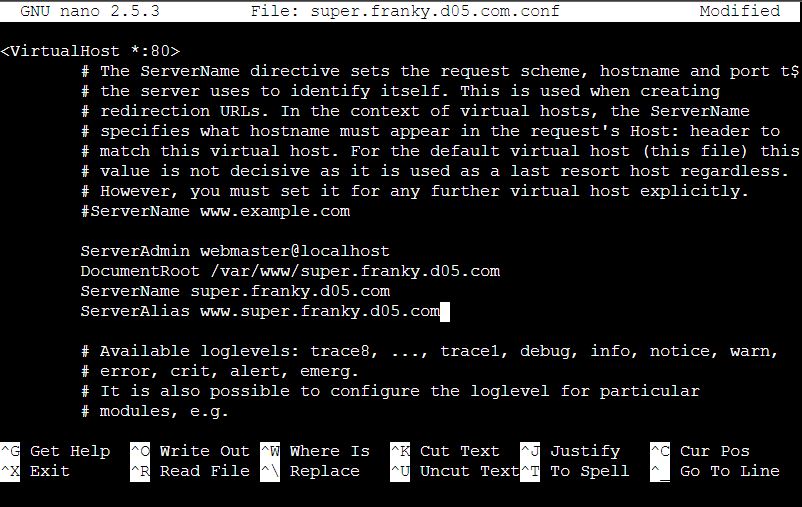 GNU nano 2.5.3 File: super.franky.d05.com.conf Modified
<VirtualHost *:80>
# The ServerName directive sets the request scheme, hostname and port t$
# the server uses to identify itself. This is used when creating
# redirection URLs. In the context of virtual hosts, the ServerName
# specifies what hostname must appear in the request's Host: header to
# match this virtual host. For the default virtual host (this file) this
# value is not decisive as it is used as a last resort host regardless.
# However, you must set it for any further virtual host explicitly.
#ServerName www.example.com
ServerAdmin webmaster@localhost
DocumentRoot /var/www/super.franky.d05.com
ServerName super.franky.d05.com
ServerAlias www.super.franky.d05.com
# Available loglevels: trace8, ..., trace1, debug, info, notice, warn,
# error, crit, alert, emerg.
# It is also possible to configure the loglevel for particular
# modules, e.g.
^G Get Help ^O Write Out ^W Where Is ^K Cut Text ^J Justify ^C Cur Pos
^X Exit ^R Read File ^\ Replace ^U Uncut Text ^T To Spell ^_ Go To Line